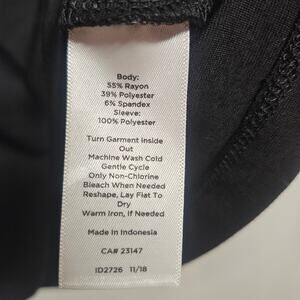 Body:
55% Rayon
39% Polyester
6% Spandex
Sleeve:
100% Polyester
Turn Garment Inside
Out
Machine Wash Cold
Gentle Cycle
Only Non-Chlorine
Bleach When Needed
Reshape, Lay Flat To
Dry
Warm Iron, If Needed
Made In Indonesia
CA# 23147
ID2726 11/18